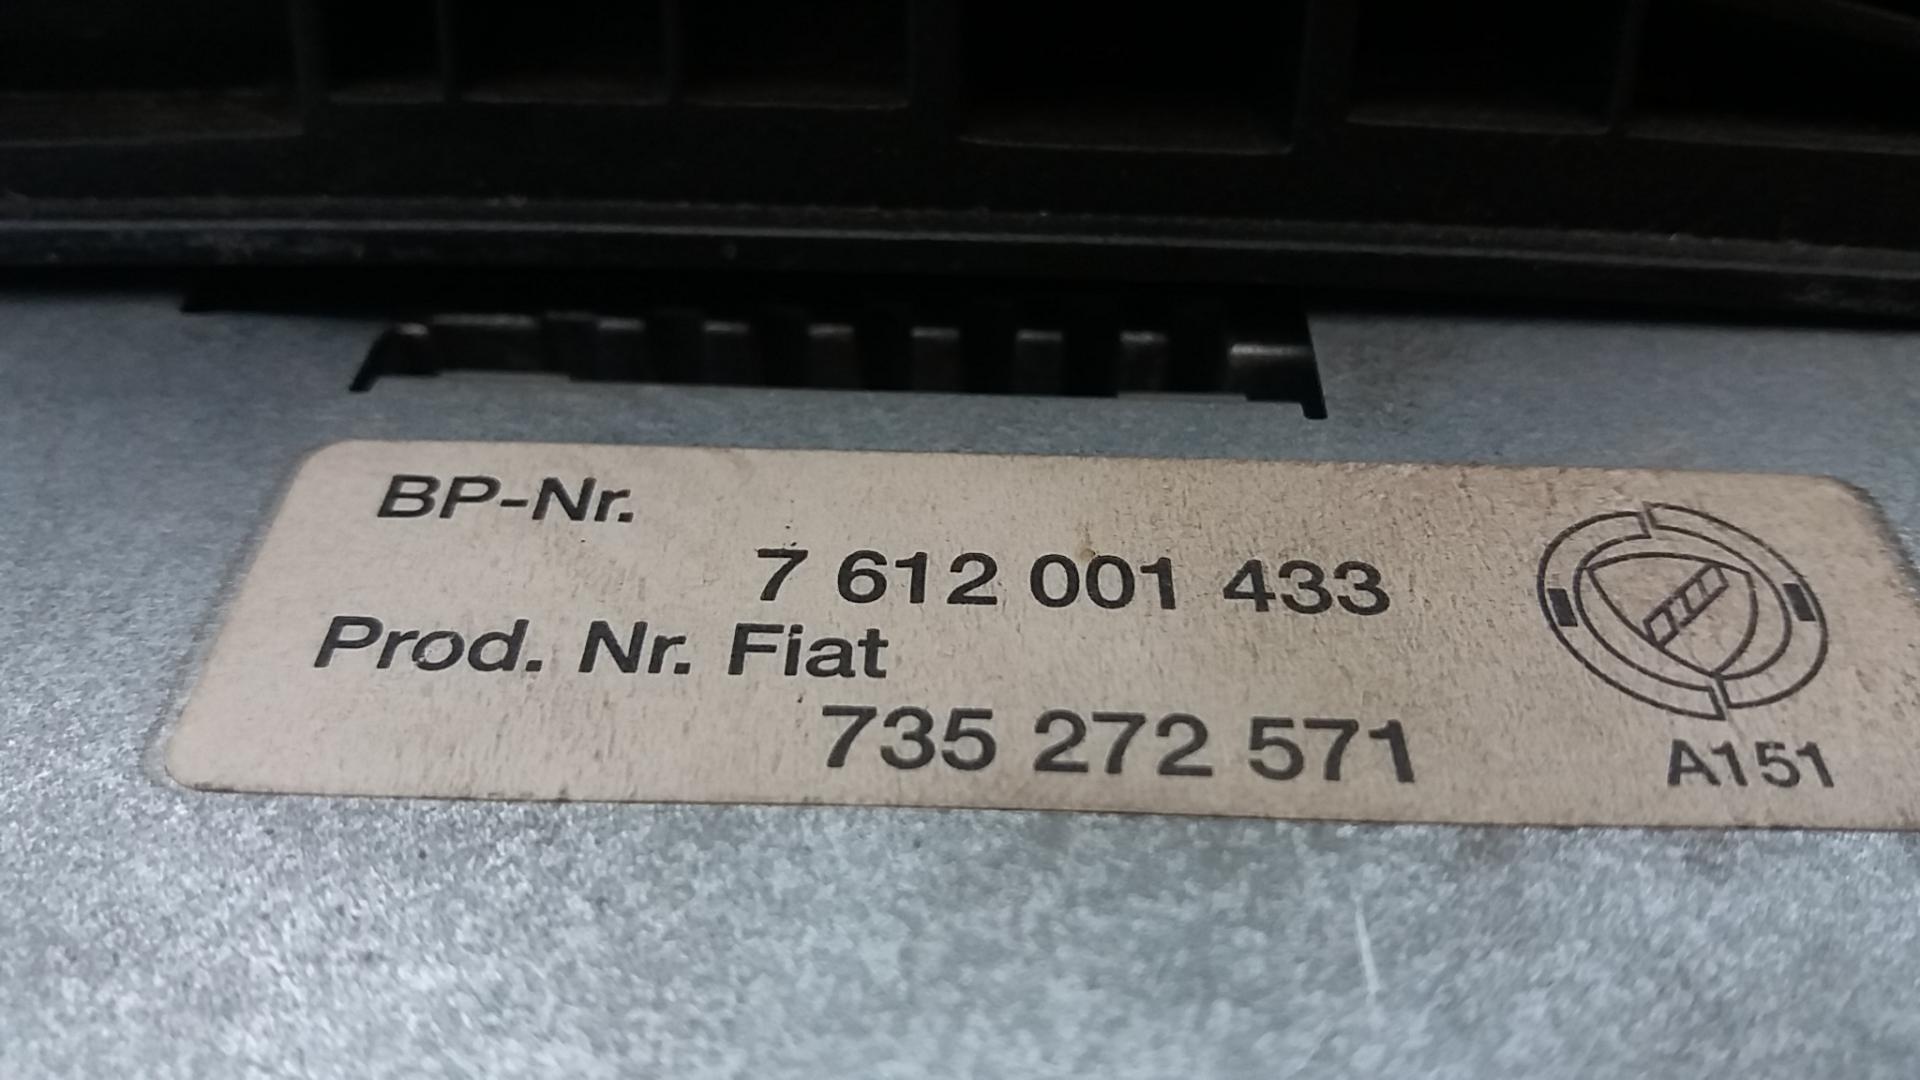 BP-Nr.
7 612 001 433
Prod. Nr. Fiat
735 272 571
A151